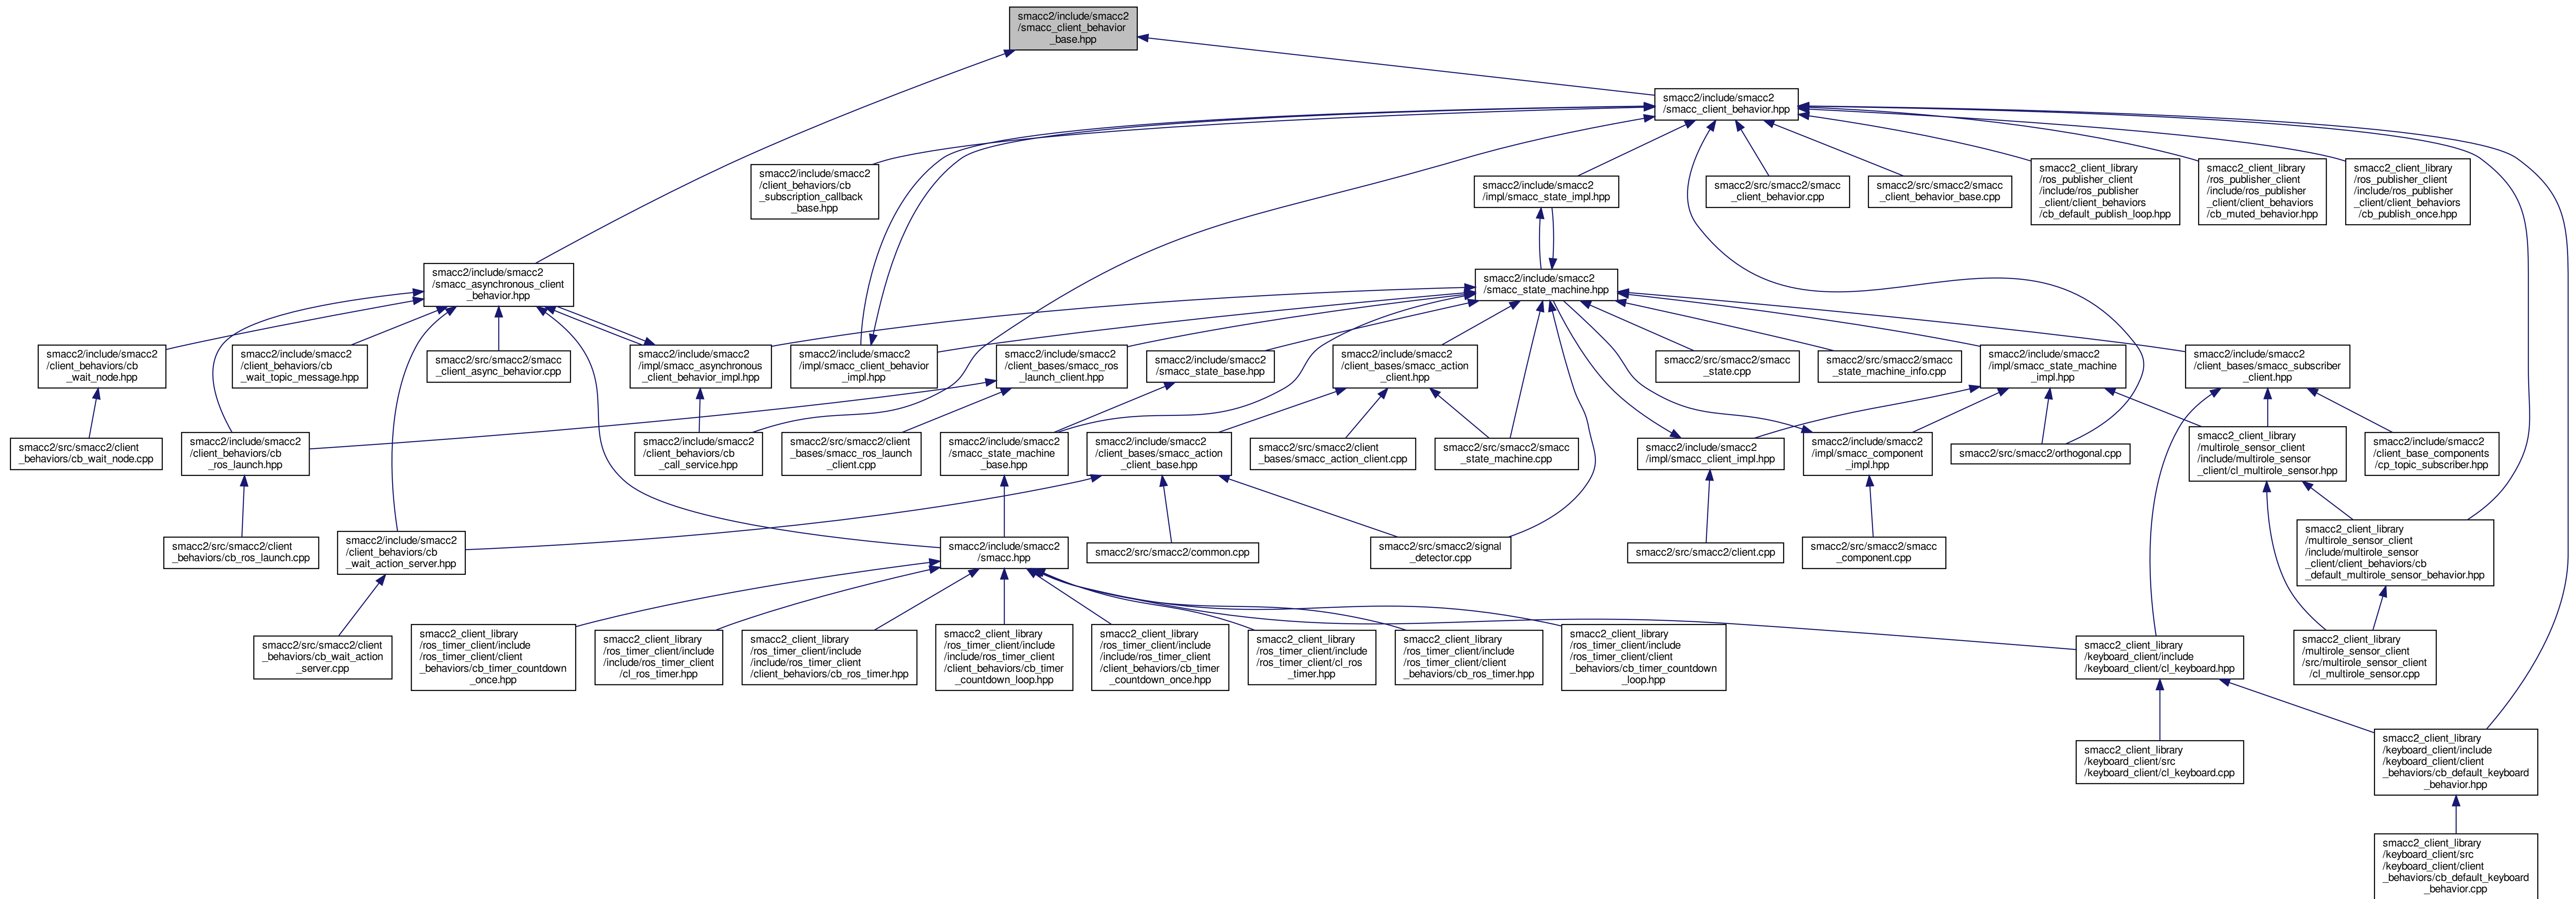 smacc2/include/smacc2
/smacc_client_behavior
_base.hpp
smacc2/include/smacc2
/smacc_client_behavior.hpp
smacc2/include/smacc2
/client_behaviors/cb
_subscription_callback
_base.hpp
smacc2/include/smacc2
/impl/smacc_state_impl.hpp
smacc2/src/smacc2/smacc
_client_behavior.cpp
smacc2/src/smacc2/smacc
_client_behavior_base.cpp
smacc2_client_library
/ros_publisher_client
/include/ros_publisher
_client/client_behaviors
/cb_default_publish_loop.hpp
smacc2_client_library
/ros_publisher_client
/include/ros_publisher
_client/client_behaviors
/cb_muted_behavior.hpp
smacc2_client_library
/ros_publisher_client
/include/ros_publisher
_client/client_behaviors
/cb_publish_once.hpp
smacc2/include/smacc2
/smacc_asynchronous_client
_behavior.hpp
smacc2/include/smacc2
/smacc_state_machine.hpp
smacc2/include/smacc2
/client_behaviors/cb
_wait_node.hpp
smacc2/include/smacc2
/client_behaviors/cb
_wait_topic_message.hpp
smacc2/src/smacc2/smacc
_client_async_behavior.cpp
smacc2/include/smacc2
/impl/smacc_asynchronous
_client_behavior_impl.hpp
smacc2/include/smacc2
/impl/smacc_client_behavior
_impl.hpp
smacc2/include/smacc2
/client_bases/smacc_ros
_launch_client.hpp
smacc2/include/smacc2
/smacc_state_base.hpp
smacc2/include/smacc2
/client_bases/smacc_action
_client.hpp
smacc2/src/smacc2/smacc
_state.cpp
smacc2/src/smacc2/smacc
_state_machine_info.cpp
smacc2/include/smacc2
/impl/smacc_state_machine
_impl.hpp
smacc2/include/smacc2
/client_bases/smacc_subscriber
_client.hpp
smacc2/src/smacc2/client
_behaviors/cb_wait_node.cpp
smacc2/include/smacc2
/client_behaviors/cb
_ros_launch.hpp
smacc2/include/smacc2
/client_behaviors/cb
_call_service.hpp
smacc2/src/smacc2/client
_bases/smacc_ros_launch
_client.cpp
smacc2/include/smacc2
/smacc_state_machine
_base.hpp
smacc2/include/smacc2
/client_bases/smacc_action
_client_base.hpp
smacc2/src/smacc2/client
_bases/smacc_action_client.cpp
smacc2/src/smacc2/smacc
_state_machine.cpp
smacc2/include/smacc2
/impl/smacc_client_impl.hpp
smacc2/include/smacc2
/impl/smacc_component
_impl.hpp
smacc2/src/smacc2/orthogonal.cpp
smacc2_client_library
/multirole_sensor_client
/include/multirole_sensor
_client/cl_multirole_sensor.hpp
smacc2/include/smacc2
/client_base_components
/cp_topic_subscriber.hpp
smacc2/src/smacc2/client
_behaviors/cb_ros_launch.cpp
smacc2/include/smacc2
/client_behaviors/cb
_wait_action_server.hpp
smacc2/include/smacc2
/smacc.hpp
smacc2/src/smacc2/common.cpp
smacc2/src/smacc2/signal
_detector.cpp
smacc2/src/smacc2/client.cpp
smacc2/src/smacc2/smacc
_component.cpp
smacc2_client_library
/multirole_sensor_client
/include/multirole_sensor
_client/client_behaviors/cb
_default_multirole_sensor_behavior.hpp
smacc2/src/smacc2/client
_behaviors/cb_wait_action
_server.cpp
smacc2_client_library
/ros_timer_client/include
/ros_timer_client/client
_behaviors/cb_timer_countdown
_once.hpp
smacc2_client_library
/ros_timer_client/include
/include/ros_timer_client
/cl_ros_timer.hpp
smacc2_client_library
/ros_timer_client/include
/include/ros_timer_client
/client_behaviors/cb_ros_timer.hpp
smacc2_client_library
/ros_timer_client/include
/include/ros_timer_client
/client_behaviors/cb_timer
_countdown_loop.hpp
smacc2_client_library
/ros_timer_client/include
/include/ros_timer_client
/client_behaviors/cb_timer
_countdown_once.hpp
smacc2_client_library
/ros_timer_client/include
/ros_timer_client/cl_ros
_timer.hpp
smacc2_client_library
/ros_timer_client/include
/ros_timer_client/client
_behaviors/cb_ros_timer.hpp
smacc2_client_library
/ros_timer_client/include
/ros_timer_client/client
_behaviors/cb_timer_countdown
_loop.hpp
smacc2_client_library
/keyboard_client/include
/keyboard_client/cl_keyboard.hpp
smacc2_client_library
/multirole_sensor_client
/src/multirole_sensor_client
/cl_multirole_sensor.cpp
smacc2_client_library
/keyboard_client/src
/keyboard_client/cl_keyboard.cpp
smacc2_client_library
/keyboard_client/include
/keyboard_client/client
_behaviors/cb_default_keyboard
_behavior.hpp
smacc2_client_library
/keyboard_client/src
/keyboard_client/client
_behaviors/cb_default_keyboard
_behavior.cpp